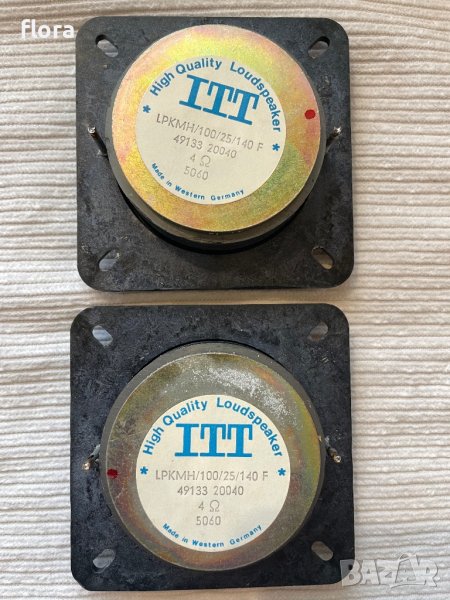 flora
* High Quality Loudspeaker *
ITT
LPKMH/100/25/140 F
49133 20040
4 Ω
5060
Made in Western Germany
* High Quality Loudspeaker *
ITT
LPKMH/100/25/140 F
49133 20040
4 Ω
5060
Made in Western Germany
BAZAR